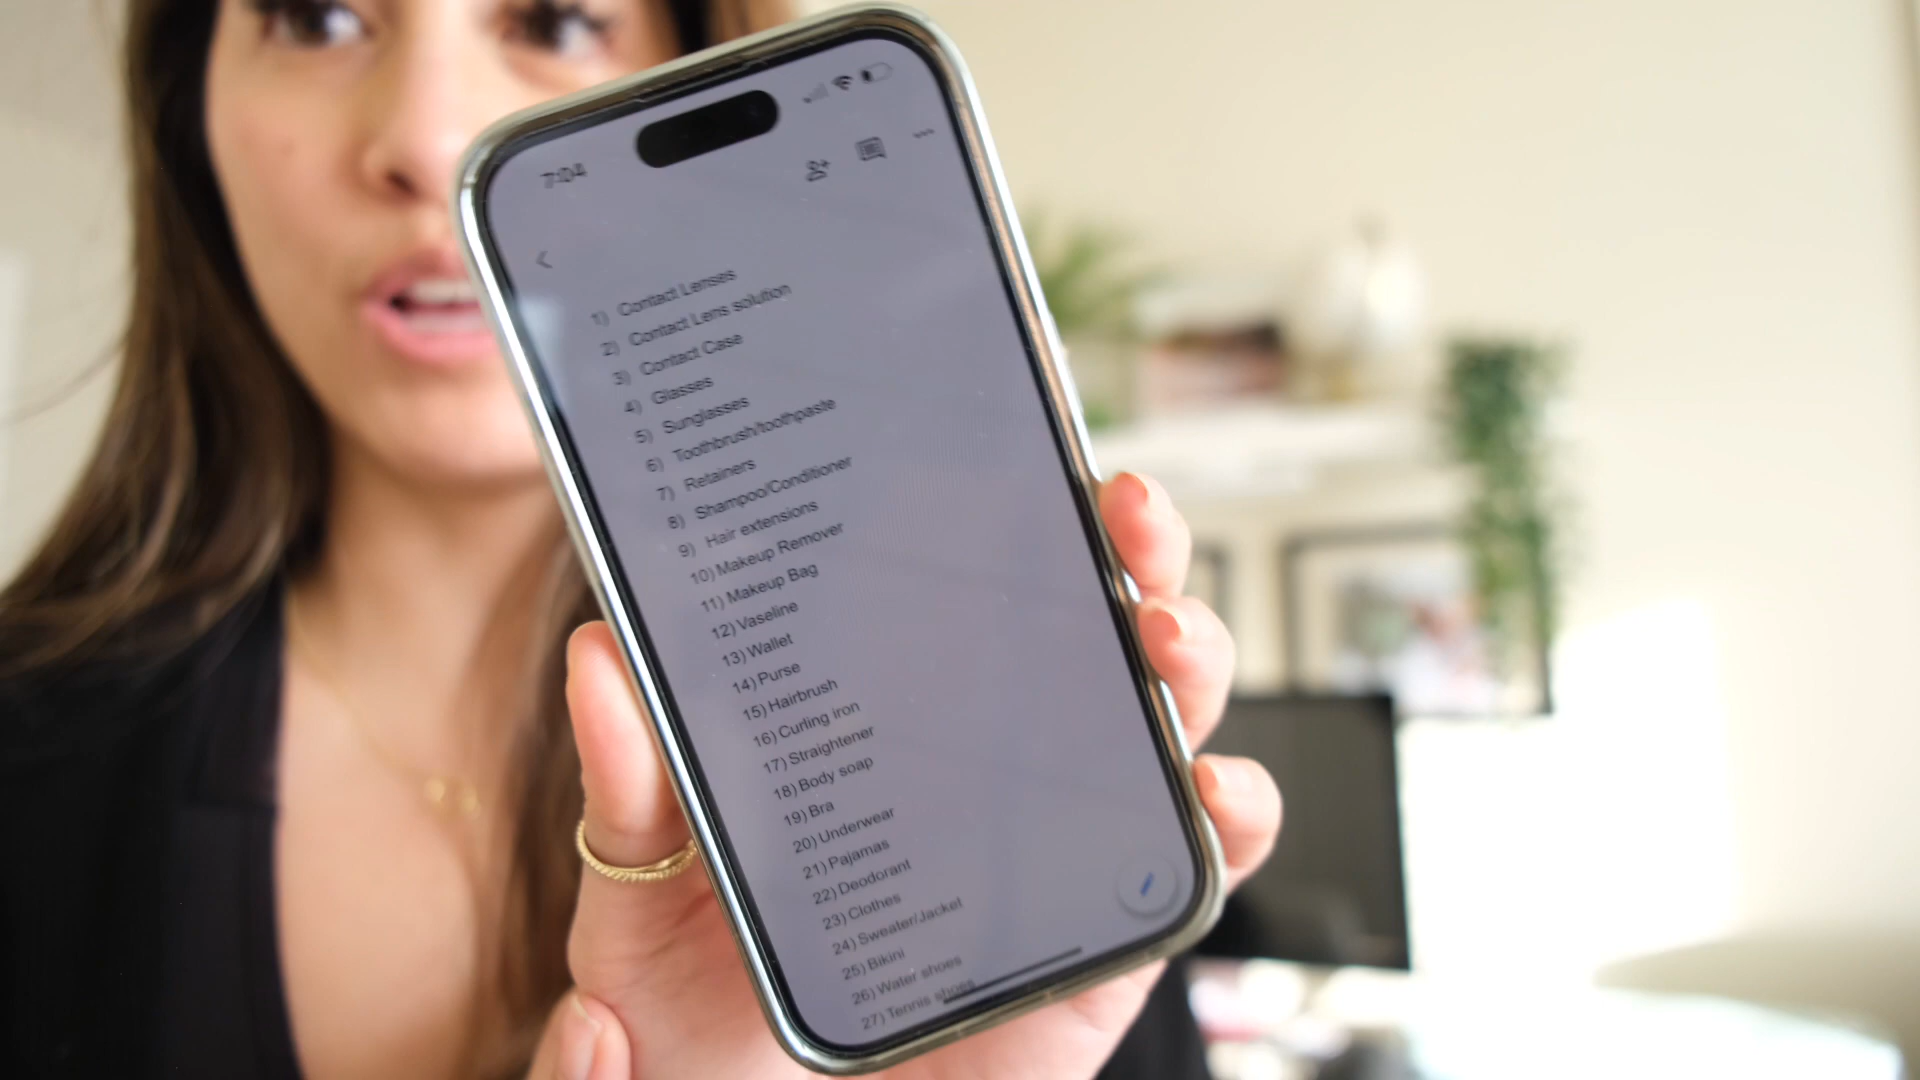 7:04
1) Contact Lenses
2) Contact Lens solution
3) Contact Case
4) Glasses
5) Sunglasses
6) Toothbrush/toothpaste
7) Retainers
8) Shampoo/Conditioner
9) Hair extensions
10) Makeup Remover
11) Makeup Bag
12) Vaseline
13) Wallet
14) Purse
15) Hairbrush
16) Curling iron
17) Straightener
18) Body soap
19) Bra
20) Underwear
21) Pajamas
22) Deodorant
23) Clothes
24) Sweater/Jacket
25) Bikini
26) Water shoes
27) Tennis shoes